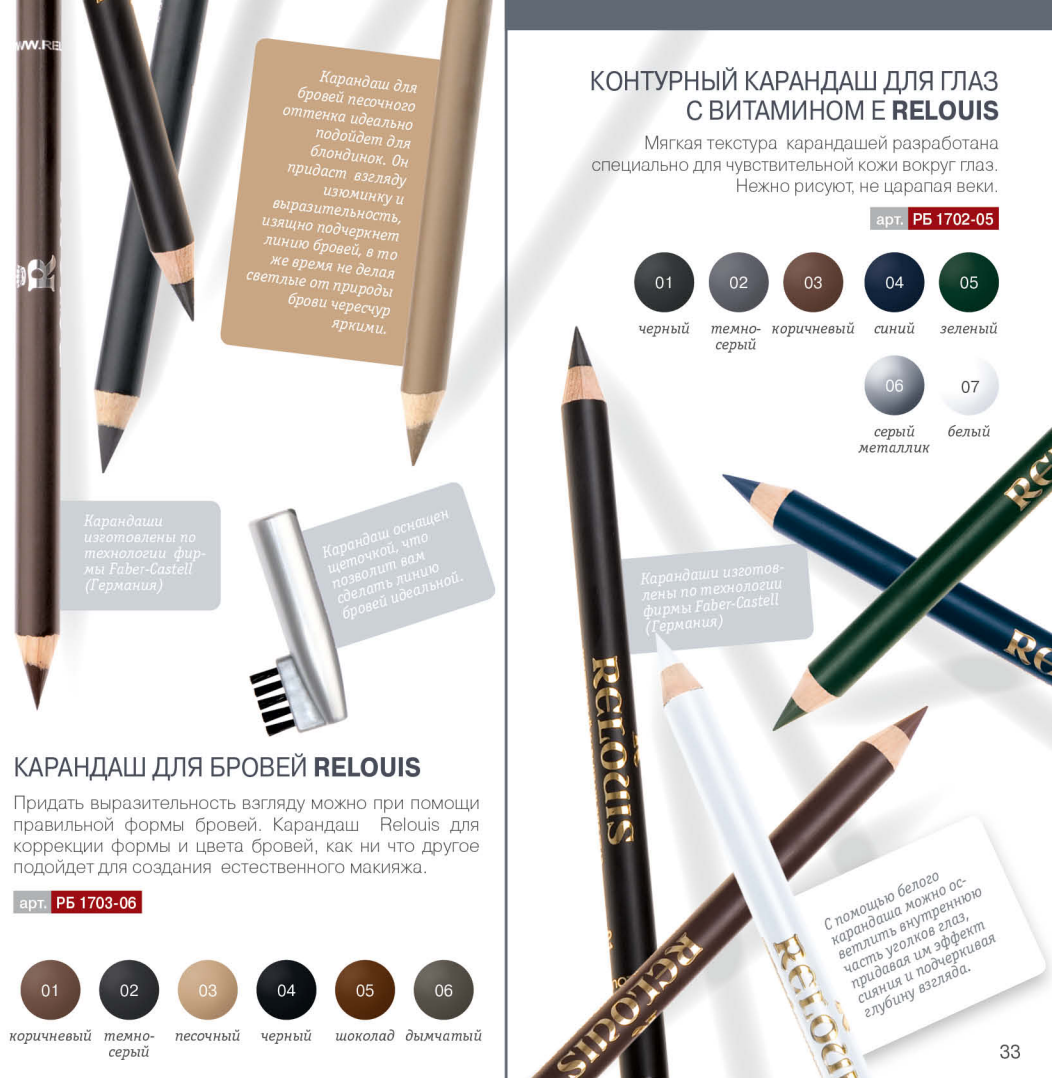 WW.RE
R
Карандаш для
бровей песочного
оттенка идеально
подойдет для
блондинок. Он
придаст взгляду
изюминку и
выразительность,
изящно подчеркнет
линию бровей, в то
же время не делая
светлые от природы
брови чересчур
яркими.
Карандаши
изготовлены по
технологии фир-
мы Faber-Castell
(Германия)
Карандаш оснащен
щеточкой, что
позволит вам
сделать линию
бровей идеальной.
КАРАНДАШ ДЛЯ БРОВЕЙ RELOUIS
Придать выразительность взгляду можно при помощи
правильной формы бровей. Карандаш Relouis для
коррекции формы и цвета бровей, как ни что другое
подойдет для создания естественного макияжа.
арт. РБ 1703-06
01 02 03 04 05 06
коричневый темно- песочный черный шоколад дымчатый
серый
КОНТУРНЫЙ КАРАНДАШ ДЛЯ ГЛАЗ
С ВИТАМИНОМ Е RELOUIS
Мягкая текстура карандашей разработана
специально для чувствительной кожи вокруг глаз.
Нежно рисуют, не царапая веки.
арт. РБ 1702-05
01 02 03 04 05
черный темно- коричневый синий зеленый
серый
06 07
серый белый
металлик
Карандаши изготов-
лены по технологии
фирмы Faber-Castell
(Германия)
RELOUIS
RELOUIS
RELOUIS
RE
RE
С помощью белого
карандаша можно ос-
ветлить внутреннюю
часть уголков глаз,
придавая им эффект
сияния и подчеркивая
глубину взгляда.
33